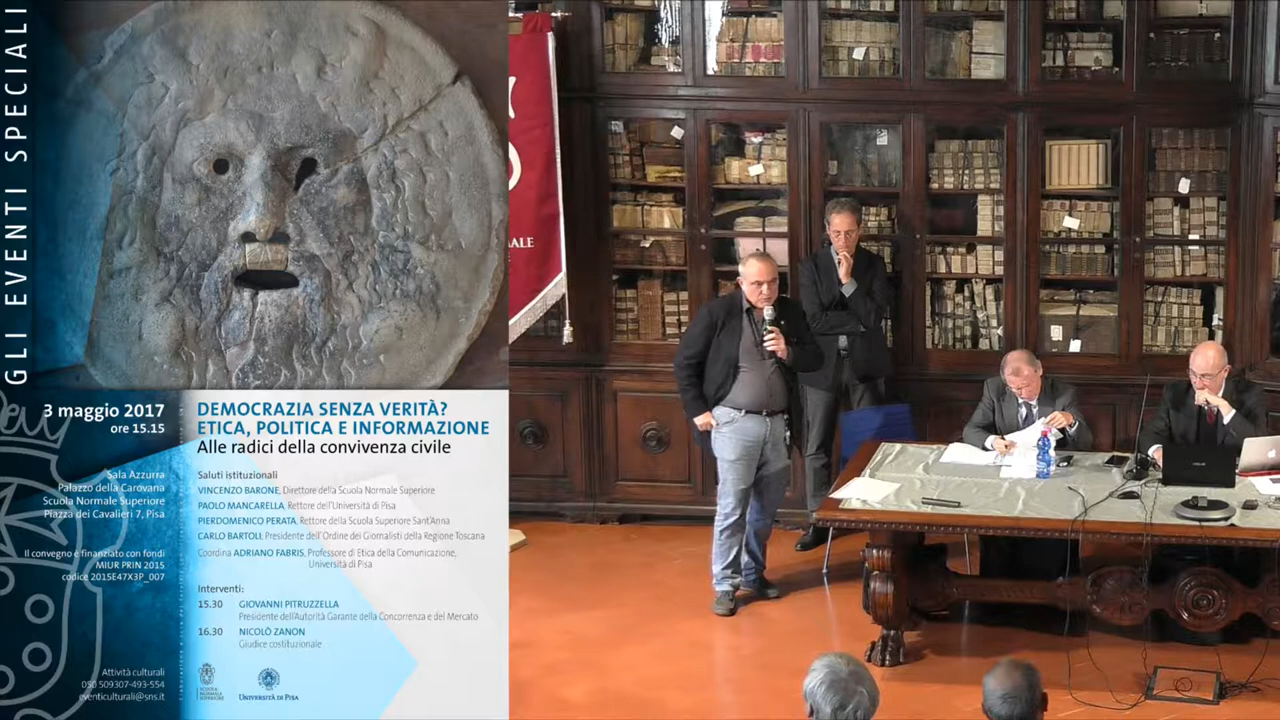 GLI EVENTI SPECIALI
3 maggio 2017
ore 15.15
Sala Azzurra
Palazzo della Carovana
Scuola Normale Superiore
Piazza dei Cavalieri 7, Pisa
Il convegno è finanziato con fondi
MIUR PRIN 2015
codice 2015E47X3P_007
Attività culturali
050 509307-493-554
eventiculturali@sns.it
DEMOCRAZIA SENZA VERITÀ?
ETICA, POLITICA E INFORMAZIONE
Alle radici della convivenza civile
Saluti istituzionali
VINCENZO BARONE, Direttore della Scuola Normale Superiore
PAOLO MANCARELLA, Rettore dell'Università di Pisa
PIERDOMENICO PERATA, Rettore della Scuola Superiore Sant'Anna
CARLO BARTOLI, Presidente dell'Ordine dei Giornalisti della Regione Toscana
Coordina ADRIANO FABRIS, Professore di Etica della Comunicazione,
Università di Pisa
Interventi:
15.30 GIOVANNI PITRUZZELLA
Presidente dell'Autorità Garante della Concorrenza e del Mercato
16.30 NICOLÒ ZANON
Giudice costituzionale
SCUOLA
NORMALE
SUPERIORE
UNIVERSITÀ DI PISA